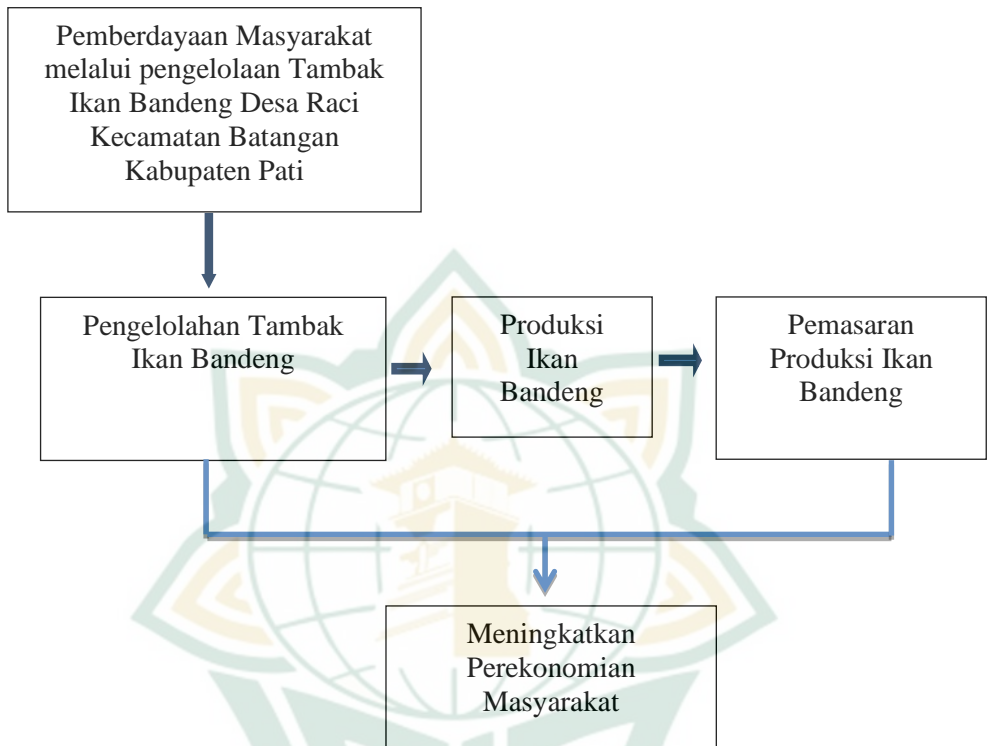 Pemberdayaan Masyarakat
melalui pengelolaan Tambak
Ikan Bandeng Desa Raci
Kecamatan Batangan
Kabupaten Pati
Pengelolahan Tambak
Ikan Bandeng
Produksi
Ikan
Bandeng
Pemasaran
Produksi Ikan
Bandeng
Meningkatkan
Perekonomian
Masyarakat